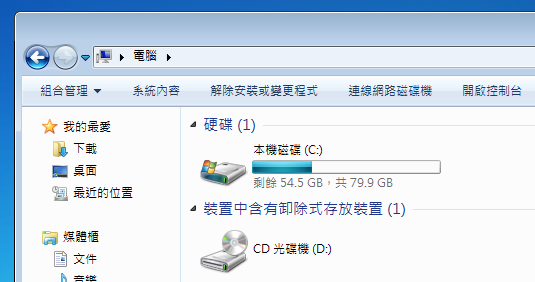 電腦
組合管理 系統內容 解除安裝或變更程式 連線網路磁碟機 開啟控制台
我的最愛
下載
桌面
最近的位置
媒體櫃
文件
音樂
硬碟 (1)
本機磁碟 (C:)
剩餘 54.5 GB，共 79.9 GB
裝置中含有卸除式存放裝置 (1)
CD 光碟機 (D:)